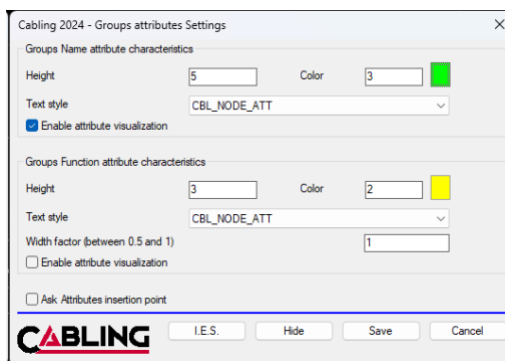 Cabling 2024 - Groups attributes Settings
Groups Name attribute characteristics
Height 5 Color 3
Text style CBL_NODE_ATT
Enable attribute visualization
Groups Function attribute characteristics
Height 3 Color 2
Text style CBL_NODE_ATT
Width factor (between 0.5 and 1) 1
Enable attribute visualization
Ask Attributes insertion point
CABLING I.E.S. Hide Save Cancel